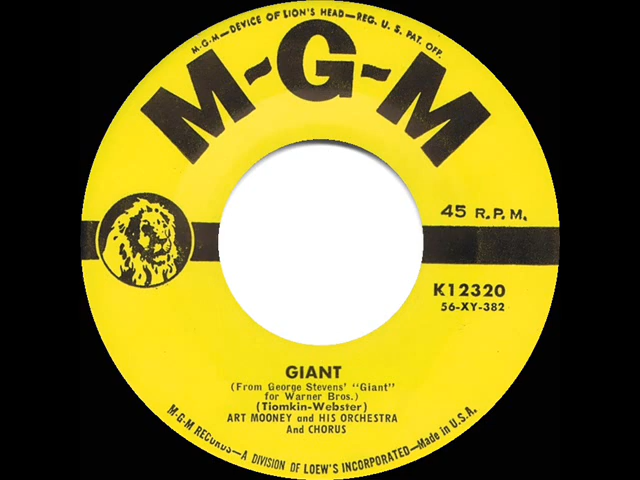 M-G-M—DEVICE OF LION'S HEAD—REG. U. S. PAT. OFF.
M-G-M
45 R.P.M.
K12320
56-XY-382
GIANT
(From George Stevens' "Giant"
for Warner Bros.)
(Tiomkin-Webster)
ART MOONEY and HIS ORCHESTRA
And CHORUS
M-G-M RECORDS—A DIVISION OF LOEW'S INCORPORATED—Made in U.S.A.